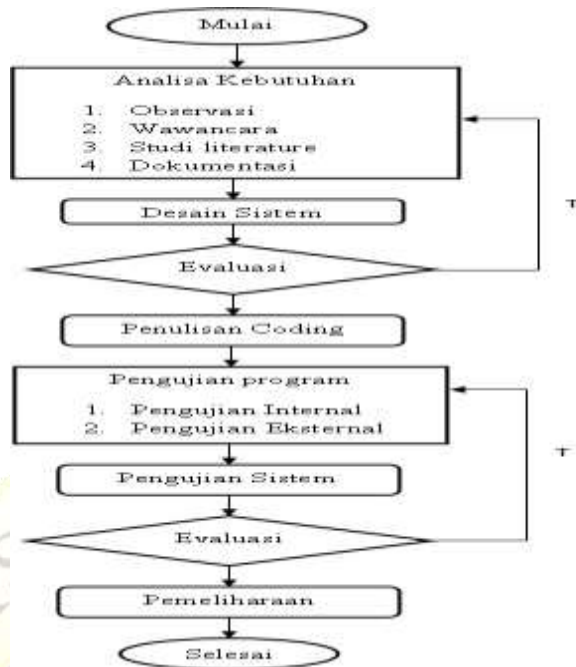 Mulai
Analisa Kebutuhan
1. Observasi
2. Wawancara
3. Studi literature
4. Dokumentasi
T
Desain Sistem
Evaluasi
Penulisan Coding
Pengujian program
1. Pengujian Internal
2. Pengujian Eksternal
T
Pengujian Sistem
Evaluasi
Pemeliharaan
Selesai